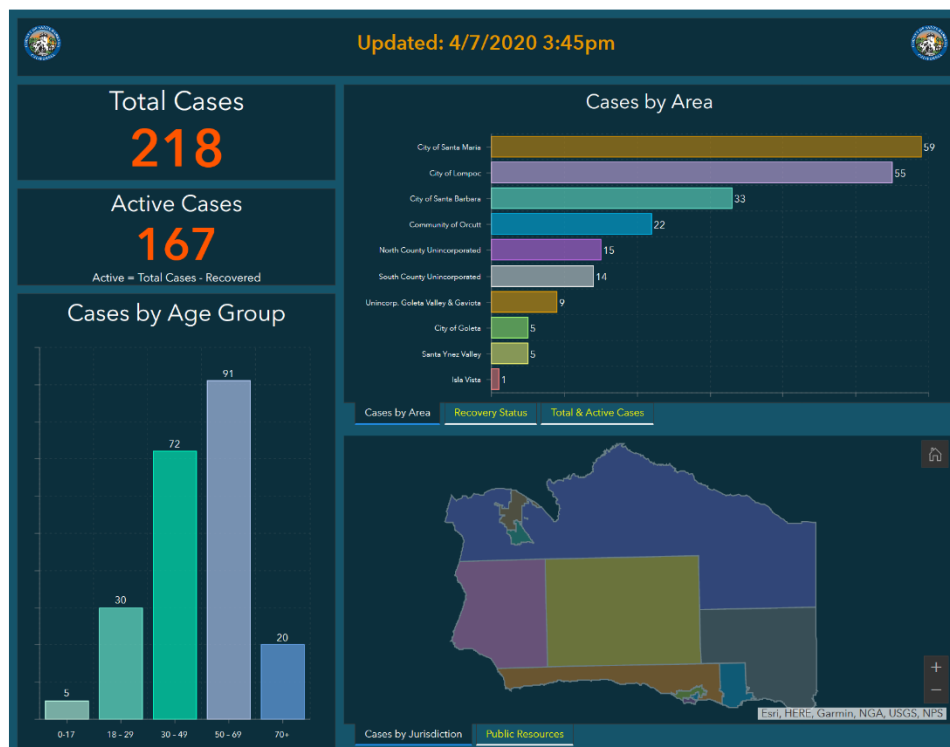 Updated: 4/7/2020 3:45pm
Total Cases
218
Active Cases
167
Active = Total Cases - Recovered
Cases by Age Group
91
72
30
20
5
0-17
18 - 29
30 - 49
50 - 69
70+
Cases by Area
City of Santa Maria
59
City of Lompoc
55
City of Santa Barbara
33
Community of Orcutt
22
North County Unincorporated
15
South County Unincorporated
14
Unincorp. Goleta Valley & Gaviota
9
City of Goleta
5
Santa Ynez Valley
5
Isla Vista
1
Cases by Area
Recovery Status
Total & Active Cases
+
−
Esri, HERE, Garmin, NGA, USGS, NPS
Cases by Jurisdiction
Public Resources